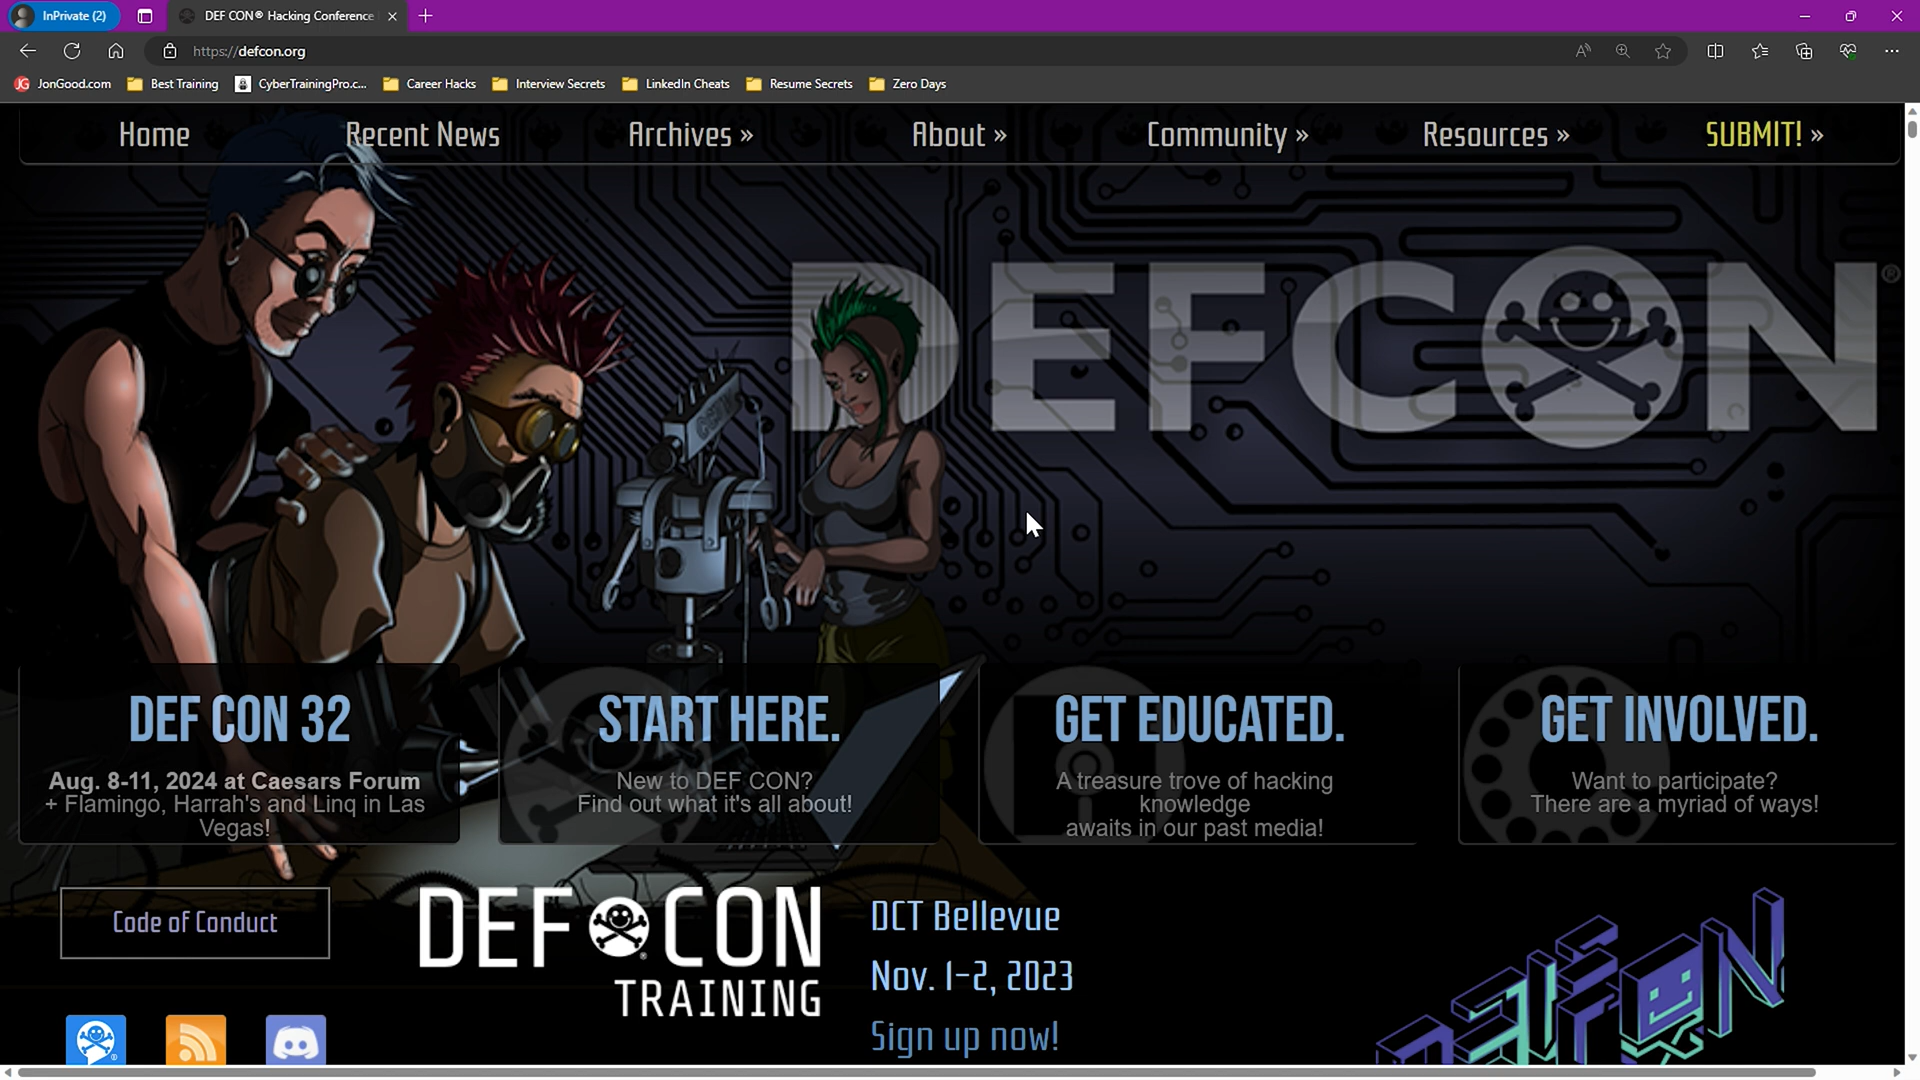 InPrivate (2)
DEF CON® Hacking Conference
https://defcon.org
JonGood.com
Best Training
CyberTrainingPro.c...
Career Hacks
Interview Secrets
LinkedIn Cheats
Resume Secrets
Zero Days
Home
Recent News
Archives »
About »
Community »
Resources »
SUBMIT! »
DEFCON®
DEF CON 32
Aug. 8-11, 2024 at Caesars Forum
+ Flamingo, Harrah's and Linq in Las
Vegas!
START HERE.
New to DEF CON?
Find out what it's all about!
GET EDUCATED.
A treasure trove of hacking
knowledge
awaits in our past media!
GET INVOLVED.
Want to participate?
There are a myriad of ways!
Code of Conduct
DEF CON
TRAINING
DCT Bellevue
Nov. 1-2, 2023
Sign up now!
DEFCON